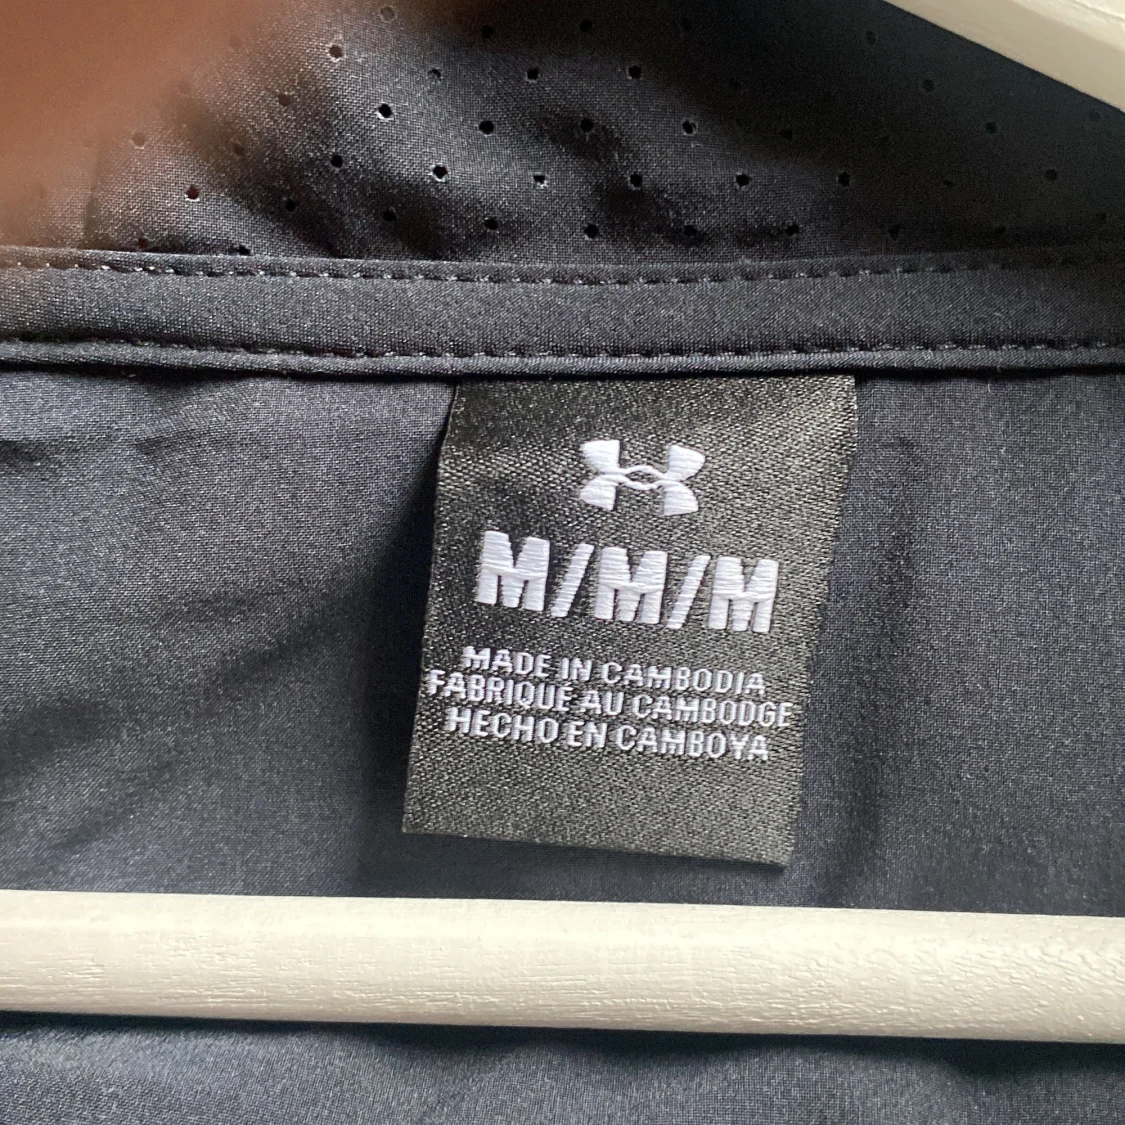 M/M/M
MADE IN CAMBODIA
FABRIQUÉ AU CAMBODGE
HECHO EN CAMBOYA